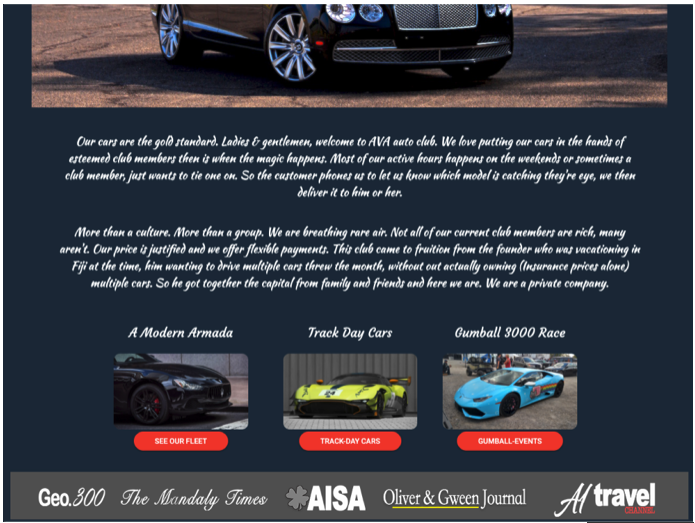 Our cars are the gold standard. Ladies & gentlemen, welcome to AVA auto club. We love putting our cars in the hands of
esteemed club members then is when the magic happens. Most of our active hours happens on the weekends or sometimes a
club member, just wants to tie one on. So the customer phones us to let us know which model is catching they're eye, we then
deliver it to him or her.
More than a culture. More than a group. We are breathing rare air. Not all of our current club members are rich, many
aren't. Our price is justified and we offer flexible payments. This club came to fruition from the founder who was vacationing in
Fiji at the time, him wanting to drive multiple cars threw the month, without out actually owning (Insurance prices alone)
multiple cars. So he got together the capital from family and friends and here we are. We are a private company.
A Modern Armada
Track Day Cars
Gumball 3000 Race
SEE OUR FLEET
TRACK-DAY CARS
GUMBALL-EVENTS
Geo.300
The Mandaly Times
AISA
Oliver & Gween Journal
A1 travel
CHANNEL